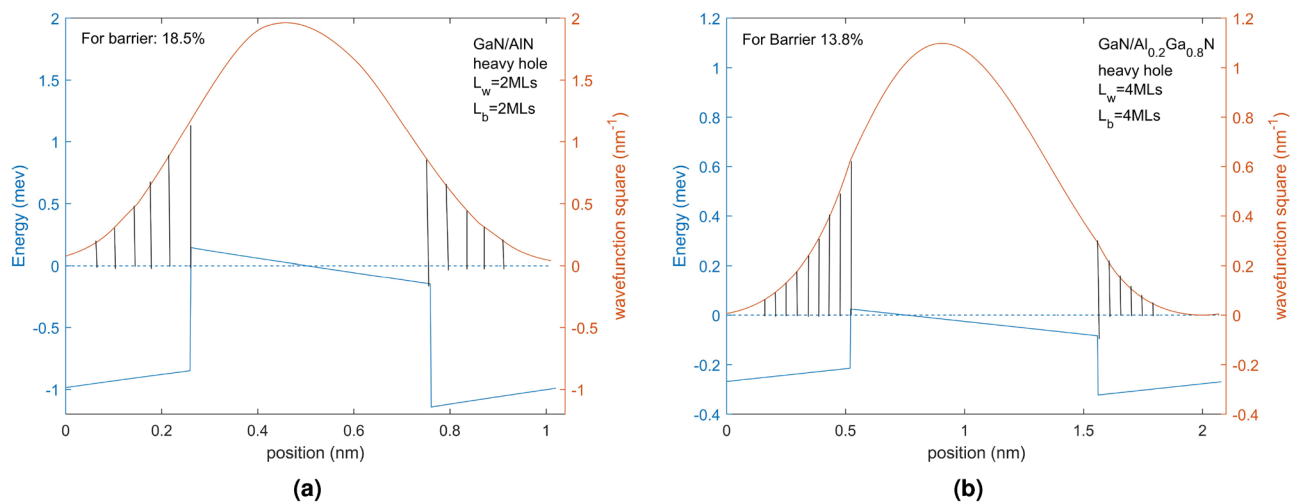 For barrier: 18.5%
GaN/AlN
heavy hole
L_w=2MLs
L_b=2MLs
Energy (mev)
2
1.5
1
0.5
0
-0.5
-1
wavefunction square (nm^-1)
2
1.5
1
0.5
0
-0.5
-1
0
0.2
0.4
0.6
0.8
1
position (nm)
(a)
For Barrier 13.8%
GaN/Al_0.2Ga_0.8N
heavy hole
L_w=4MLs
L_b=4MLs
Energy (mev)
1.2
1
0.8
0.6
0.4
0.2
0
-0.2
-0.4
wavefunction square (nm^-1)
1.2
1
0.8
0.6
0.4
0.2
0
-0.2
-0.4
0
0.5
1
1.5
2
position (nm)
(b)